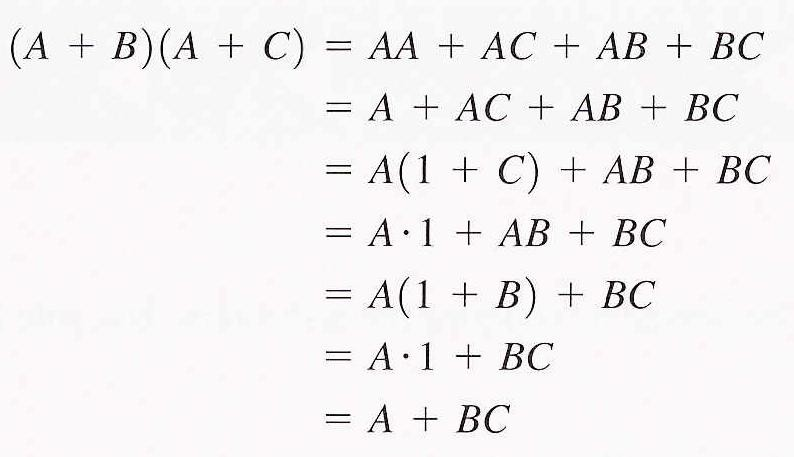 (A + B)(A + C) = AA + AC + AB + BC
= A + AC + AB + BC
= A(1 + C) + AB + BC
= A·1 + AB + BC
= A(1 + B) + BC
= A·1 + BC
= A + BC